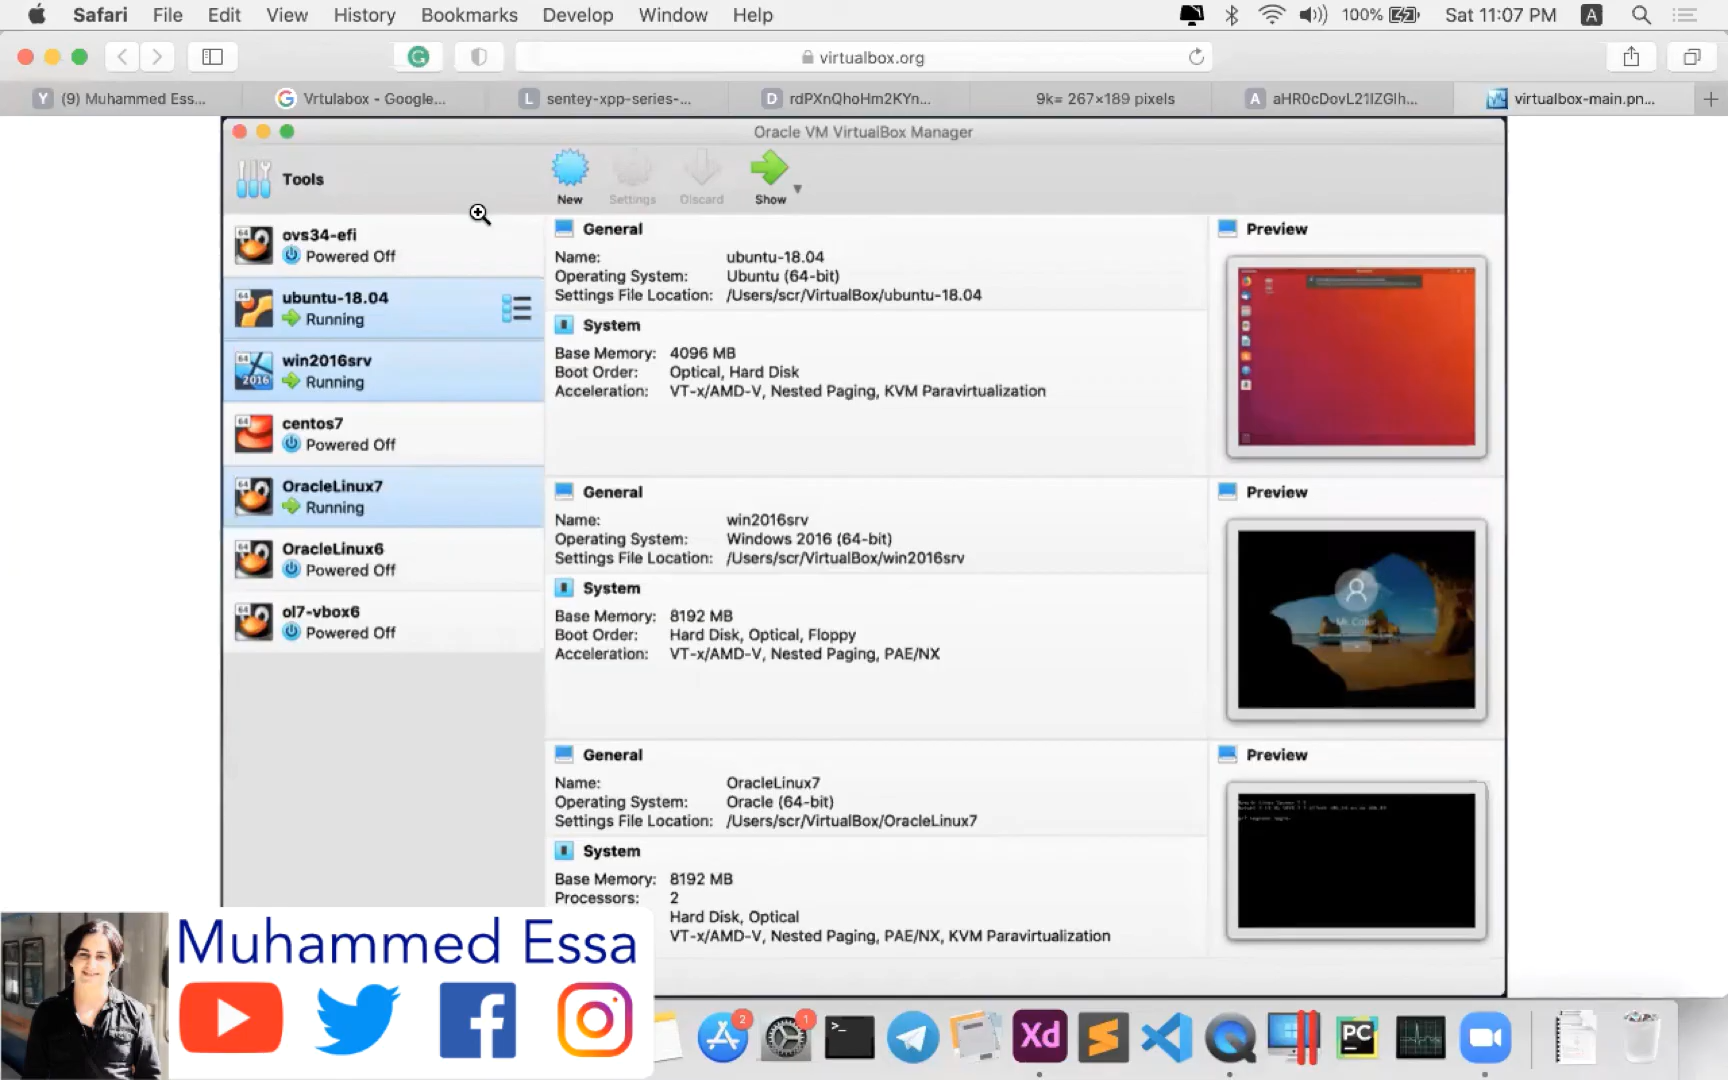 Safari File Edit View History Bookmarks Develop Window Help 100% Sat 11:07 PM A
virtualbox.org
Y (9) Muhammed Ess... G Vrtulabox - Google... L sentey-xpp-series-... D rdPXnQhoHm2KYn... 9k= 267×189 pixels A aHR0cDovL21lZGlh... virtualbox-main.pn...
Oracle VM VirtualBox Manager
Tools
New Settings Discard Show
ovs34-efi
Powered Off
ubuntu-18.04
Running
win2016srv
Running
centos7
Powered Off
OracleLinux7
Running
OracleLinux6
Powered Off
ol7-vbox6
Powered Off
General
Name: ubuntu-18.04
Operating System: Ubuntu (64-bit)
Settings File Location: /Users/scr/VirtualBox/ubuntu-18.04
System
Base Memory: 4096 MB
Boot Order: Optical, Hard Disk
Acceleration: VT-x/AMD-V, Nested Paging, KVM Paravirtualization
Preview
General
Name: win2016srv
Operating System: Windows 2016 (64-bit)
Settings File Location: /Users/scr/VirtualBox/win2016srv
System
Base Memory: 8192 MB
Boot Order: Hard Disk, Optical, Floppy
Acceleration: VT-x/AMD-V, Nested Paging, PAE/NX
Preview
General
Name: OracleLinux7
Operating System: Oracle (64-bit)
Settings File Location: /Users/scr/VirtualBox/OracleLinux7
System
Base Memory: 8192 MB
Processors: 2
Hard Disk, Optical
VT-x/AMD-V, Nested Paging, PAE/NX, KVM Paravirtualization
Preview
Muhammed Essa
2 1 Xd PC